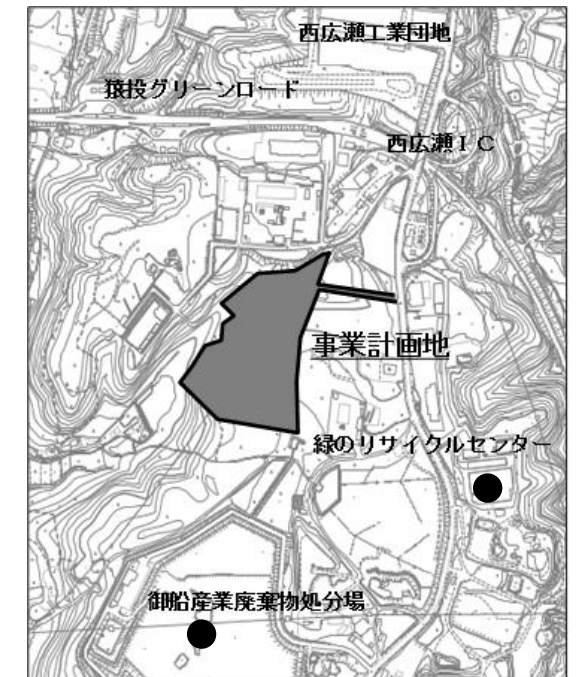 西広瀬工業団地
猿投グリーンロード
西広瀬IC
事業計画地
緑のリサイクルセンター
御船産業廃棄物処分場